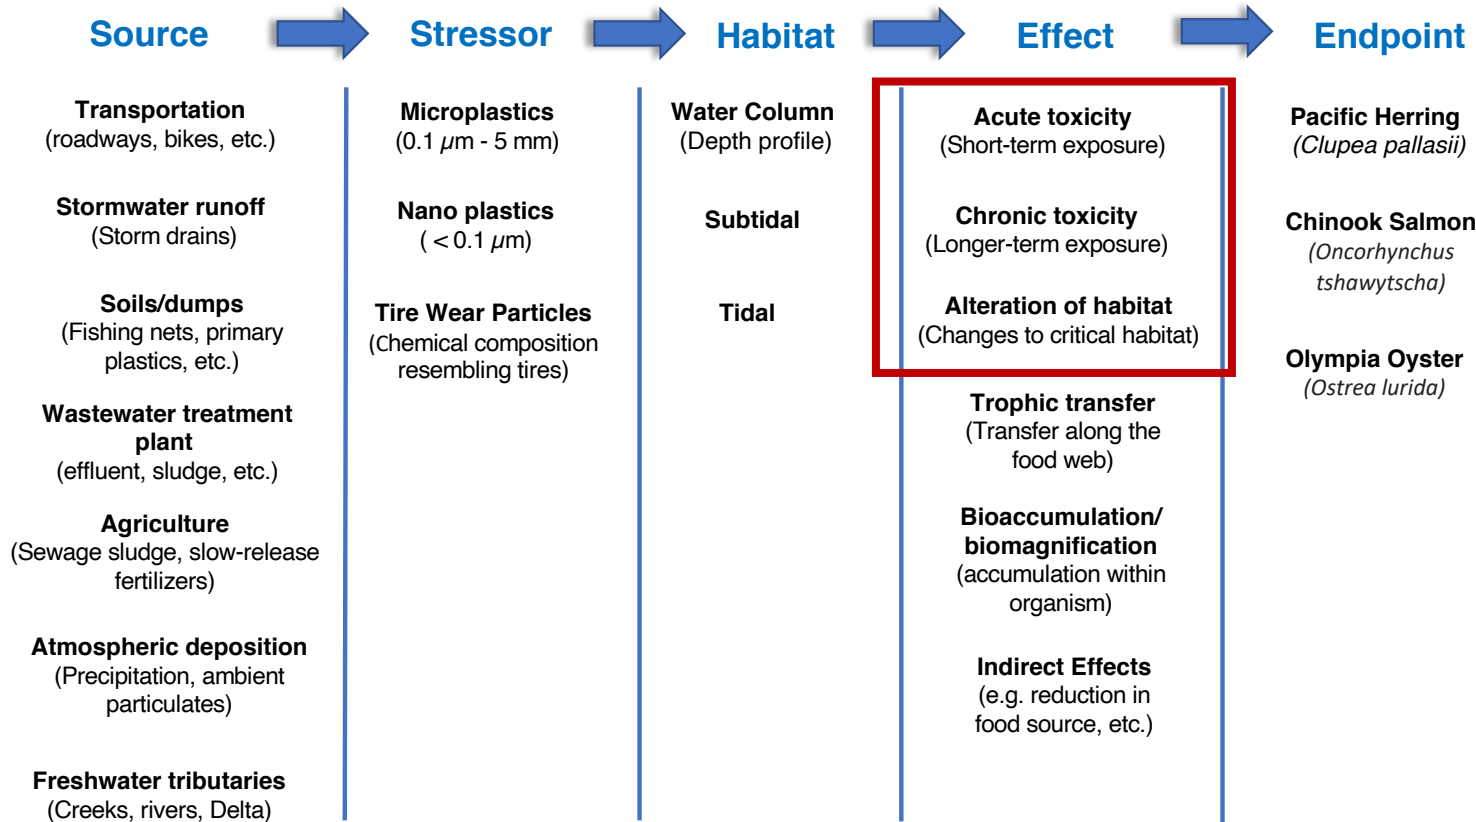 Source
Stressor
Habitat
Effect
Endpoint
Transportation
(roadways, bikes, etc.)
Stormwater runoff
(Storm drains)
Soils/dumps
(Fishing nets, primary
plastics, etc.)
Wastewater treatment
plant
(effluent, sludge, etc.)
Agriculture
(Sewage sludge, slow-release
fertilizers)
Atmospheric deposition
(Precipitation, ambient
particulates)
Freshwater tributaries
(Creeks, rivers, Delta)
Microplastics
(0.1 µm - 5 mm)
Nano plastics
( < 0.1 µm)
Tire Wear Particles
(Chemical composition
resembling tires)
Water Column
(Depth profile)
Subtidal
Tidal
Acute toxicity
(Short-term exposure)
Chronic toxicity
(Longer-term exposure)
Alteration of habitat
(Changes to critical habitat)
Trophic transfer
(Transfer along the
food web)
Bioaccumulation/
biomagnification
(accumulation within
organism)
Indirect Effects
(e.g. reduction in
food source, etc.)
Pacific Herring
(Clupea pallasii)
Chinook Salmon
(Oncorhynchus
tshawytscha)
Olympia Oyster
(Ostrea lurida)